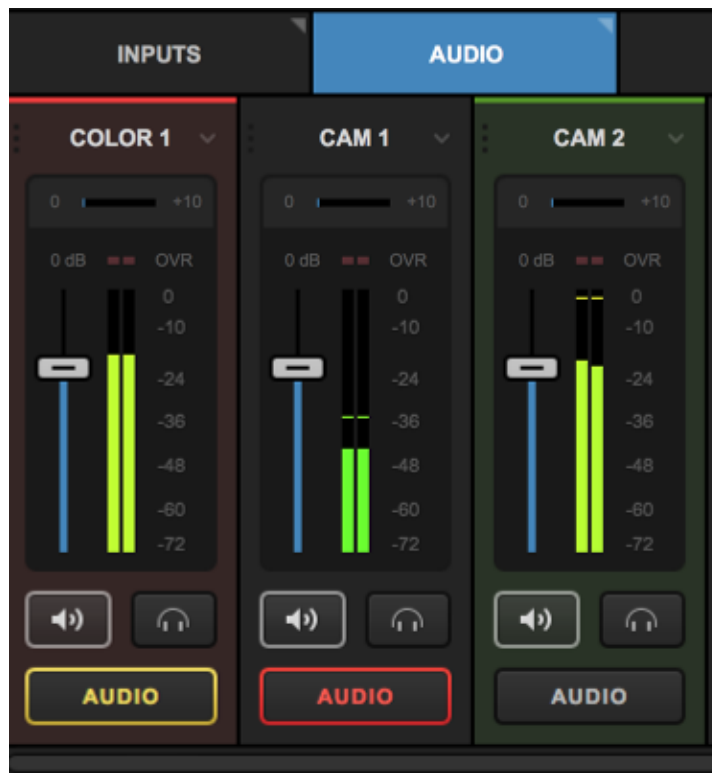 INPUTS AUDIO
COLOR 1 CAM 1 CAM 2
0 +10 0 +10 0 +10
0 dB OVR 0 dB OVR 0 dB OVR
0 0 0
-10 -10 -10
-24 -24 -24
-36 -36 -36
-48 -48 -48
-60 -60 -60
-72 -72 -72
AUDIO AUDIO AUDIO